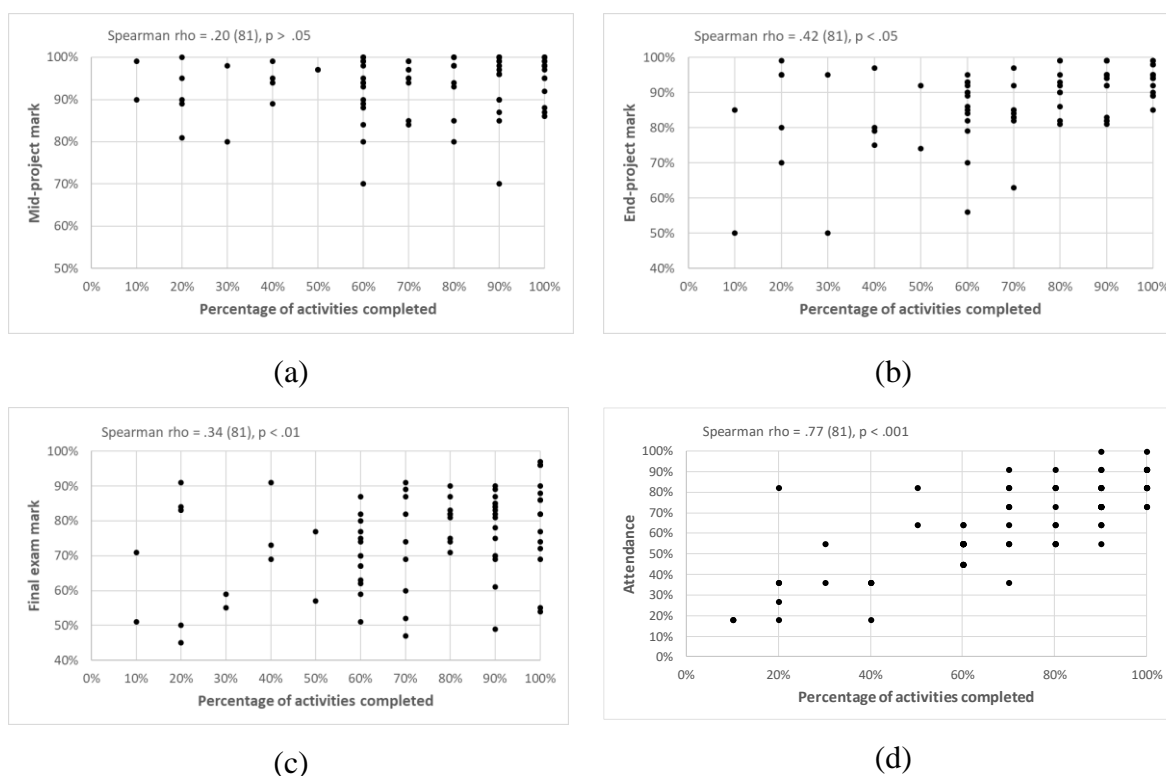 Spearman rho = .20 (81), p > .05
100%
90%
80%
70%
60%
50%
Mid-project mark
0% 10% 20% 30% 40% 50% 60% 70% 80% 90% 100%
Percentage of activities completed
(a)
Spearman rho = .42 (81), p < .05
100%
90%
80%
70%
60%
50%
40%
End-project mark
0% 10% 20% 30% 40% 50% 60% 70% 80% 90% 100%
Percentage of activities completed
(b)
Spearman rho = .34 (81), p < .01
100%
90%
80%
70%
60%
50%
40%
Final exam mark
0% 10% 20% 30% 40% 50% 60% 70% 80% 90% 100%
Percentage of activities completed
(c)
Spearman rho = .77 (81), p < .001
100%
90%
80%
70%
60%
50%
40%
30%
20%
10%
0%
Attendance
0% 20% 40% 60% 80% 100%
Percentage of activities completed
(d)